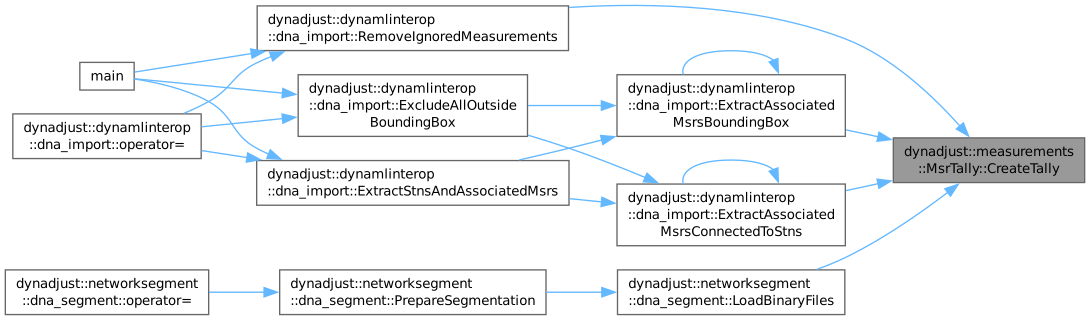 dynadjust::dynamlinterop
::dna_import::RemoveIgnoredMeasurements
main
dynadjust::dynamlinterop
::dna_import::ExcludeAllOutside
BoundingBox
dynadjust::dynamlinterop
::dna_import::ExtractAssociated
MsrsBoundingBox
dynadjust::dynamlinterop
::dna_import::operator=
dynadjust::measurements
::MsrTally::CreateTally
dynadjust::dynamlinterop
::dna_import::ExtractStnsAndAssociatedMsrs
dynadjust::dynamlinterop
::dna_import::ExtractAssociated
MsrsConnectedToStns
dynadjust::networksegment
::dna_segment::operator=
dynadjust::networksegment
::dna_segment::PrepareSegmentation
dynadjust::networksegment
::dna_segment::LoadBinaryFiles